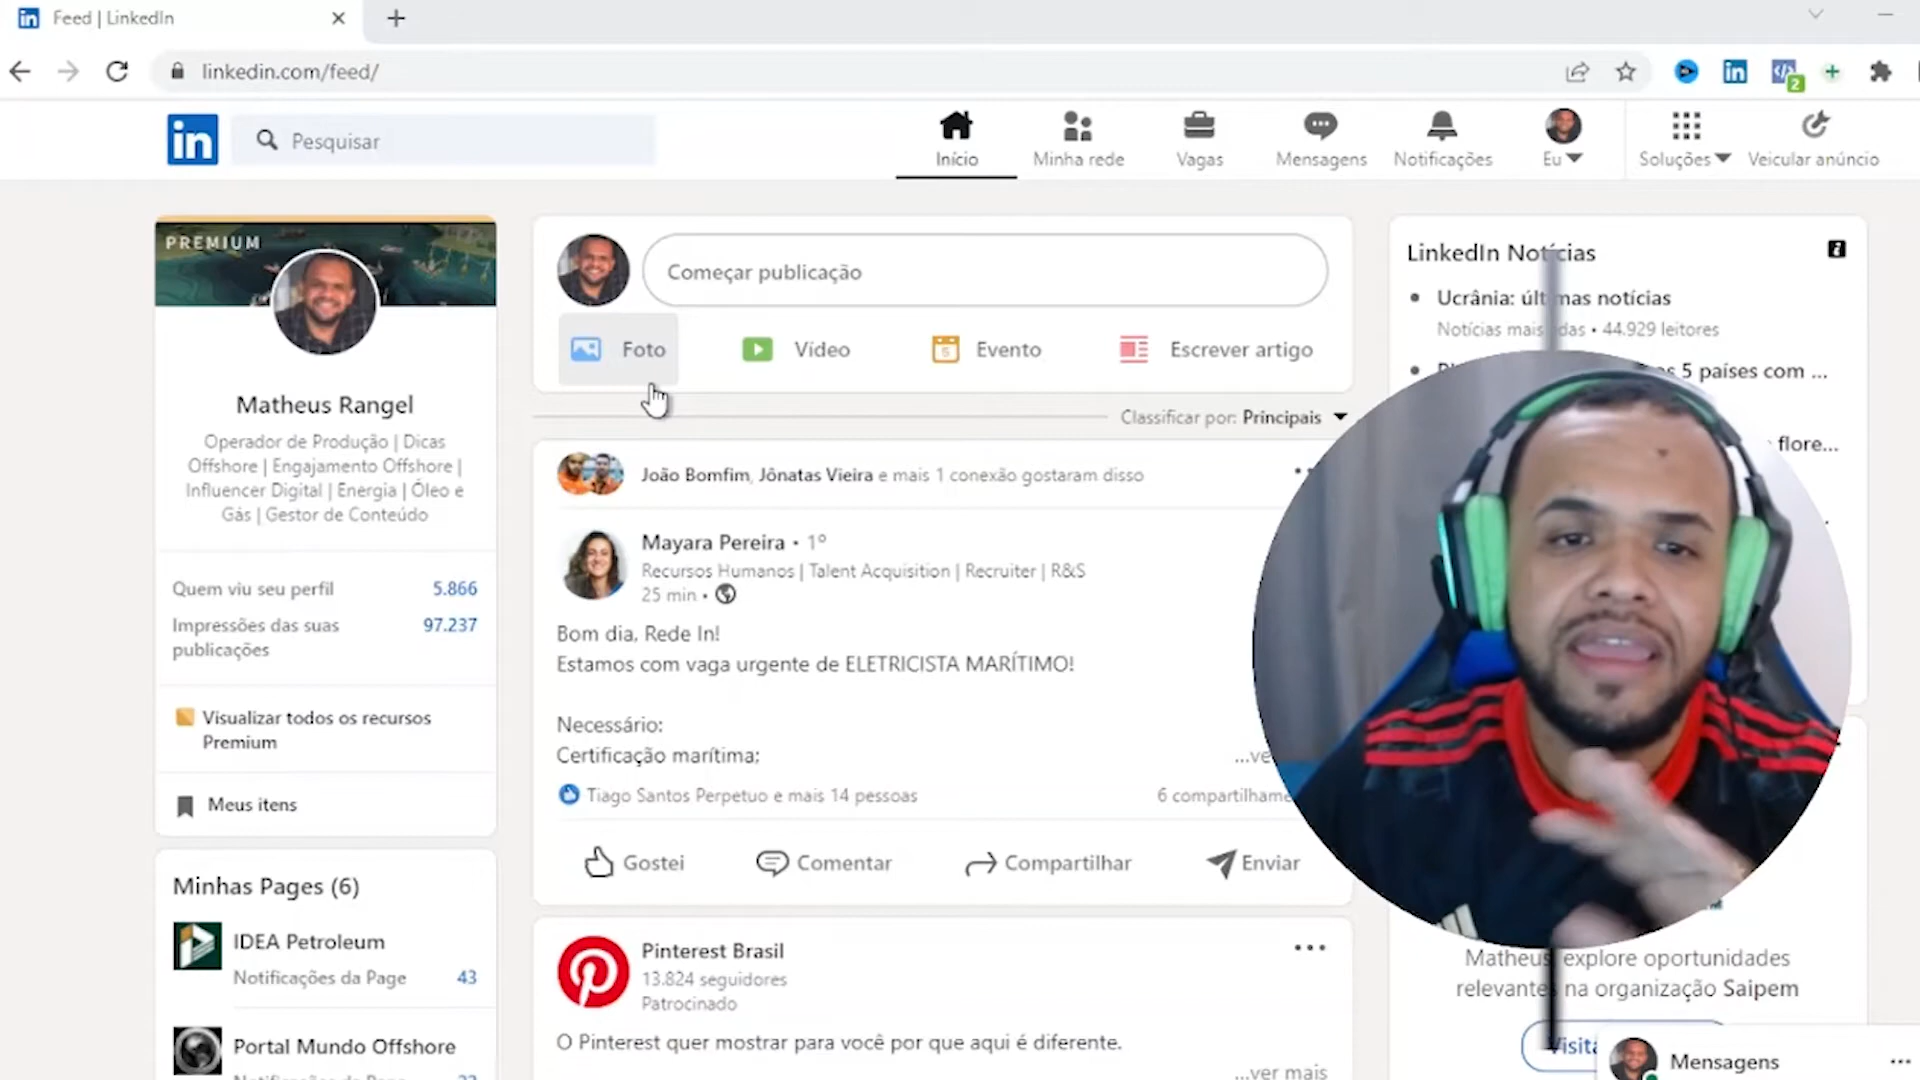 Feed | LinkedIn
linkedin.com/feed/
2
in
Pesquisar
Início
Minha rede
Vagas
Mensagens
Notificações
Eu
Soluções
Veicular anúncio
PREMIUM
Matheus Rangel
Operador de Produção | Dicas
Offshore | Engajamento Offshore |
Influencer Digital | Energia | Óleo e
Gás | Gestor de Conteúdo
Quem viu seu perfil 5.866
Impressões das suas 97.237
publicações
Visualizar todos os recursos
Premium
Meus itens
Minhas Pages (6)
IDEA Petroleum
Notificações da Page 43
Portal Mundo Offshore
Começar publicação
Foto
Vídeo
Evento
Escrever artigo
Classificar por: Principais
João Bomfim, Jônatas Vieira e mais 1 conexão gostaram disso
Mayara Pereira • 1º
Recursos Humanos | Talent Acquisition | Recruiter | R&S
25 min •
Bom dia, Rede In!
Estamos com vaga urgente de ELETRICISTA MARÍTIMO!
Necessário:
Certificação marítima;
Tiago Santos Perpetuo e mais 14 pessoas
6
Gostei
Comentar
Compartilhar
Enviar
Pinterest Brasil
13.824 seguidores
Patrocinado
O Pinterest quer mostrar para você por que aqui é diferente.
...ver mais
LinkedIn Notícias
Ucrânia: últimas notícias
Notícias • 44.929 leitores
5 países com ...
Matheus, explore oportunidades
relevantes na organização Saipem
Mensagens